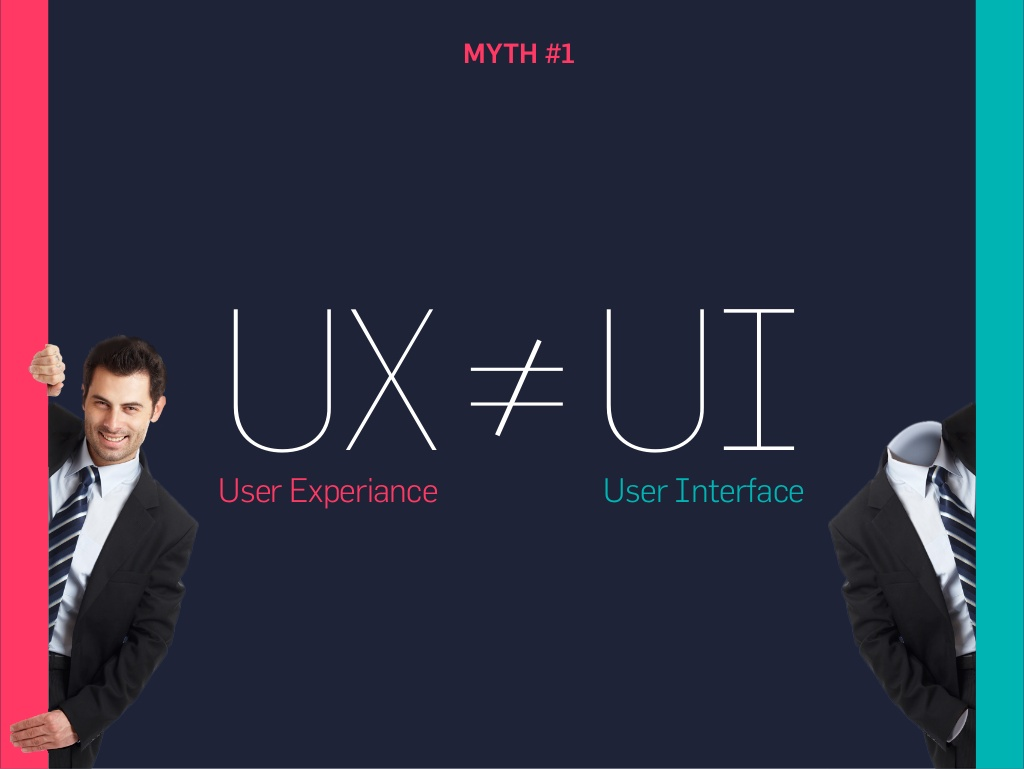 MYTH #1
UX ≠ UI
User Experiance
User Interface